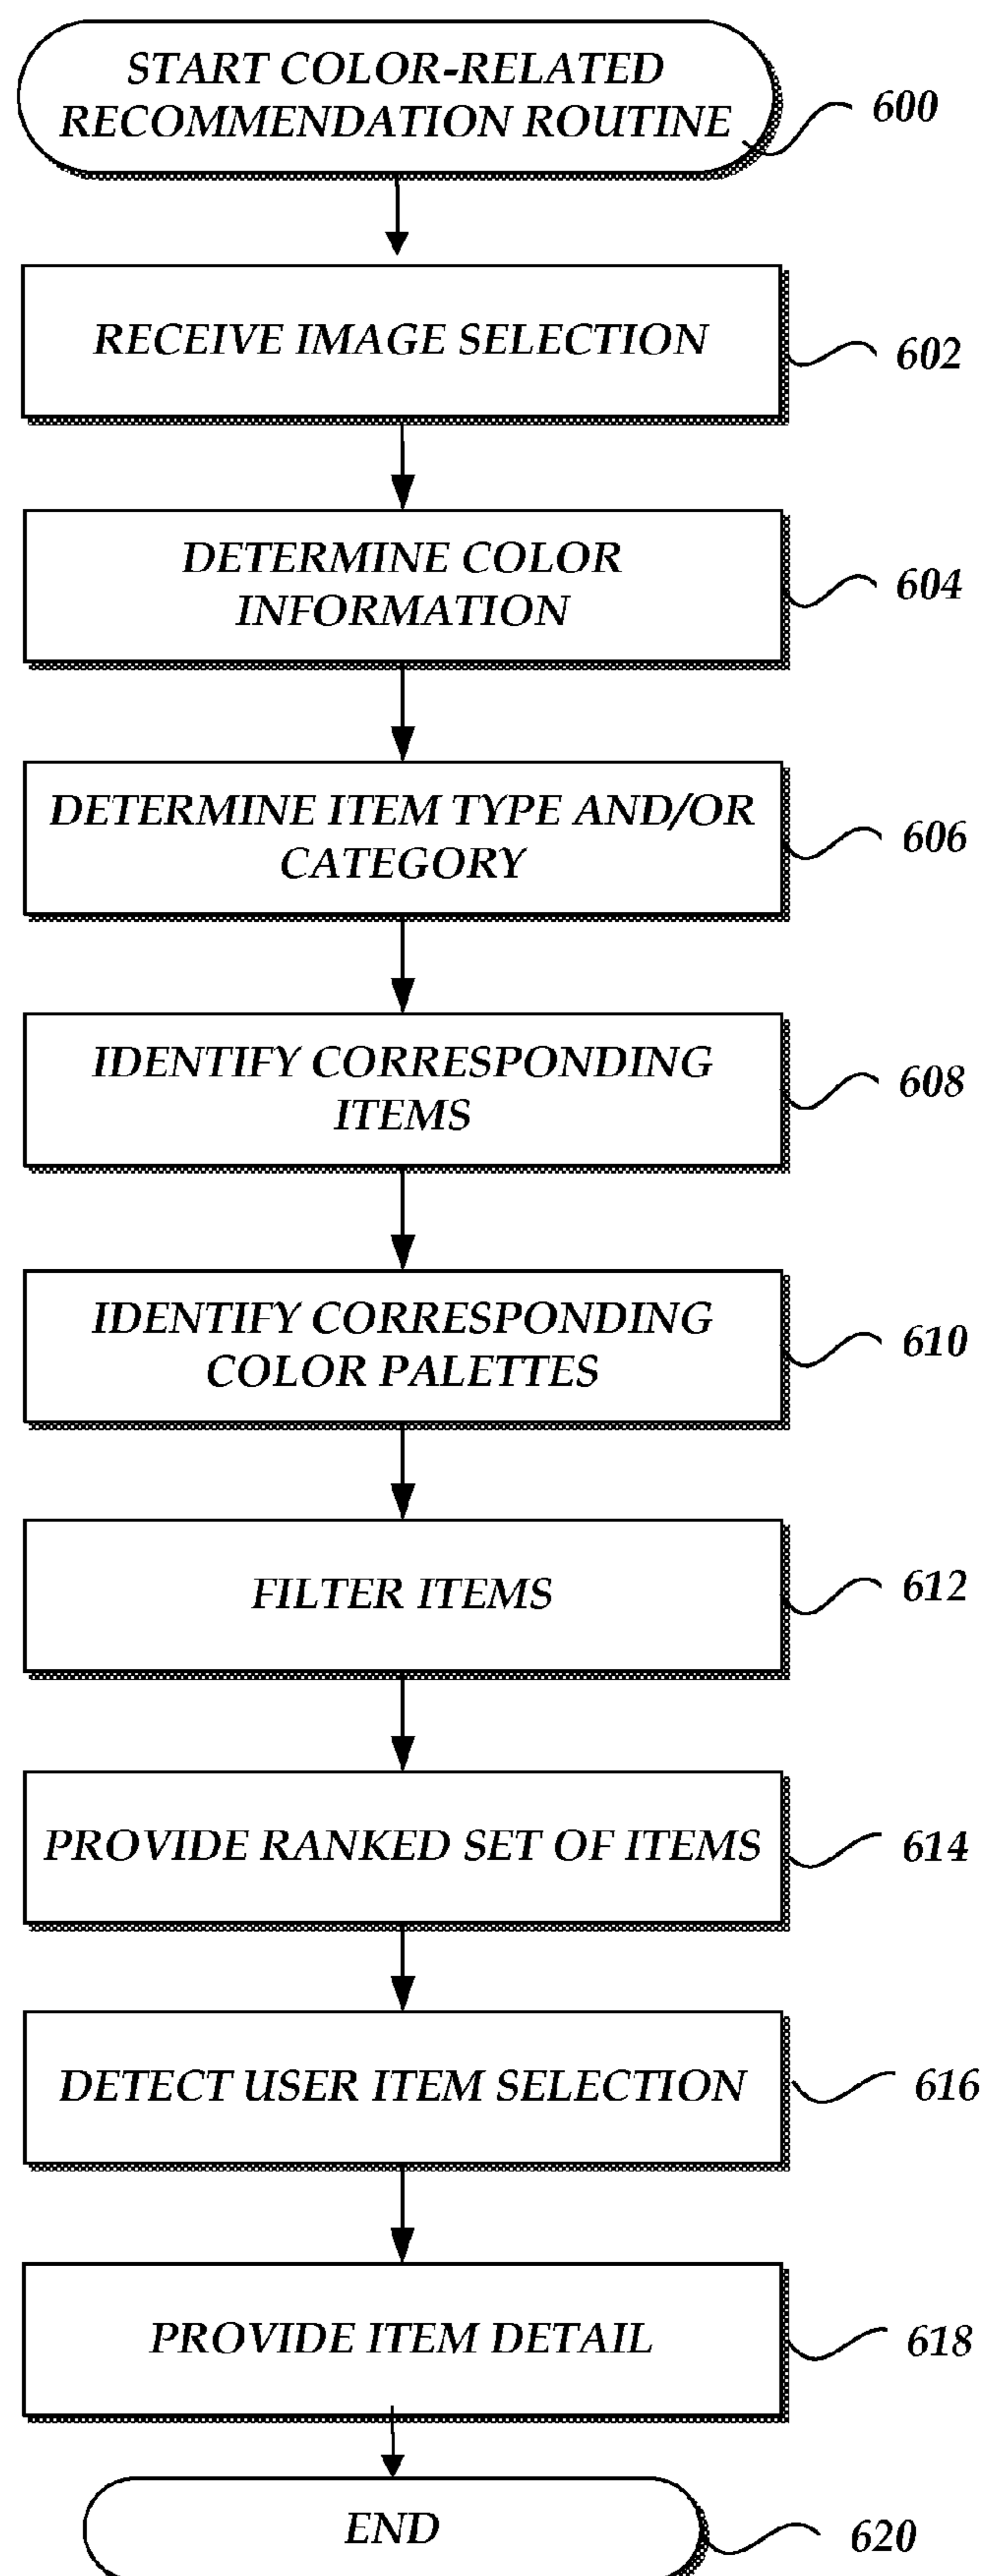 START COLOR-RELATED
RECOMMENDATION ROUTINE
600
RECEIVE IMAGE SELECTION
602
DETERMINE COLOR
INFORMATION
604
DETERMINE ITEM TYPE AND/OR
CATEGORY
606
IDENTIFY CORRESPONDING
ITEMS
608
IDENTIFY CORRESPONDING
COLOR PALETTES
610
FILTER ITEMS
612
PROVIDE RANKED SET OF ITEMS
614
DETECT USER ITEM SELECTION
616
PROVIDE ITEM DETAIL
618
END
620